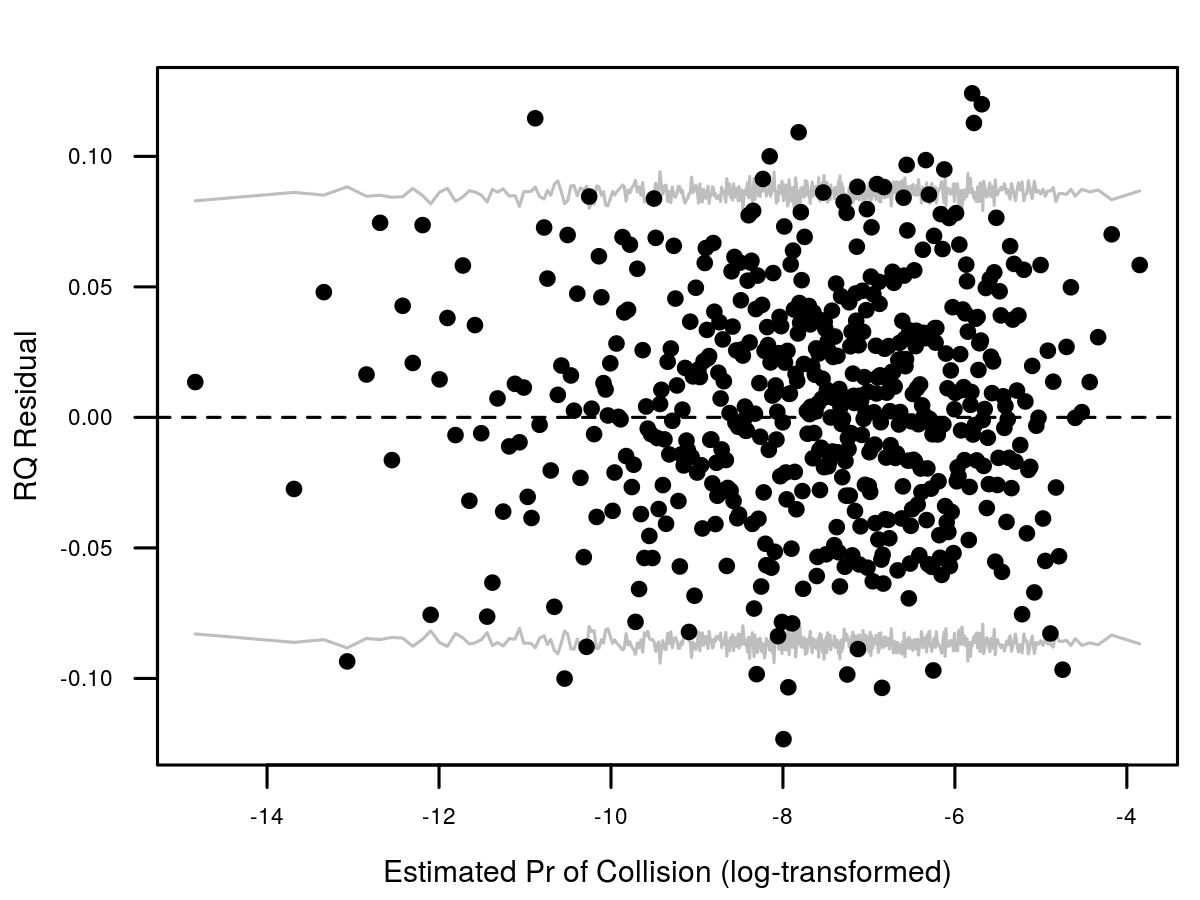 0.10
0.05
0.00
-0.05
-0.10
RQ Residual
-14 -12 -10 -8 -6 -4
Estimated Pr of Collision (log-transformed)